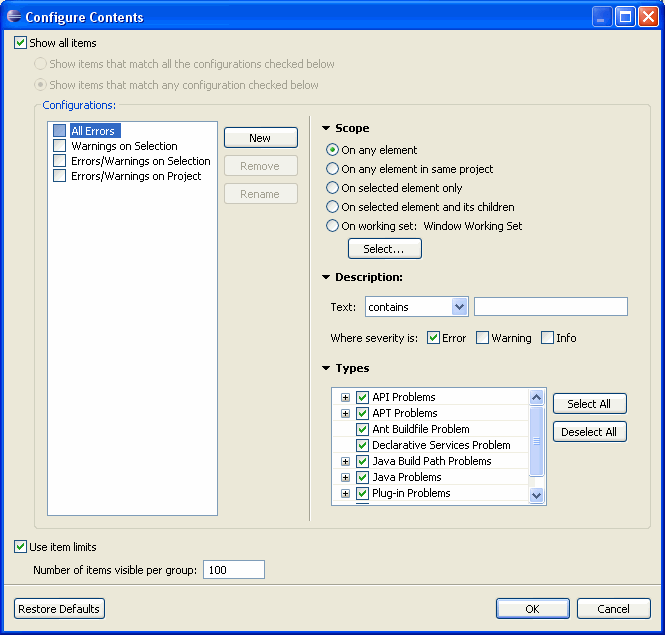 Configure Contents
Show all items
Show items that match all the configurations checked below
Show items that match any configuration checked below
Configurations:
All Errors
Warnings on Selection
Errors/Warnings on Selection
Errors/Warnings on Project
New
Remove
Rename
Scope
On any element
On any element in same project
On selected element only
On selected element and its children
On working set: Window Working Set
Select...
Description:
Text: contains
Where severity is: Error Warning Info
Types
API Problems
APT Problems
Ant Buildfile Problem
Declarative Services Problem
Java Build Path Problems
Java Problems
Plug-in Problems
Select All
Deselect All
Use item limits
Number of items visible per group: 100
Restore Defaults
OK
Cancel